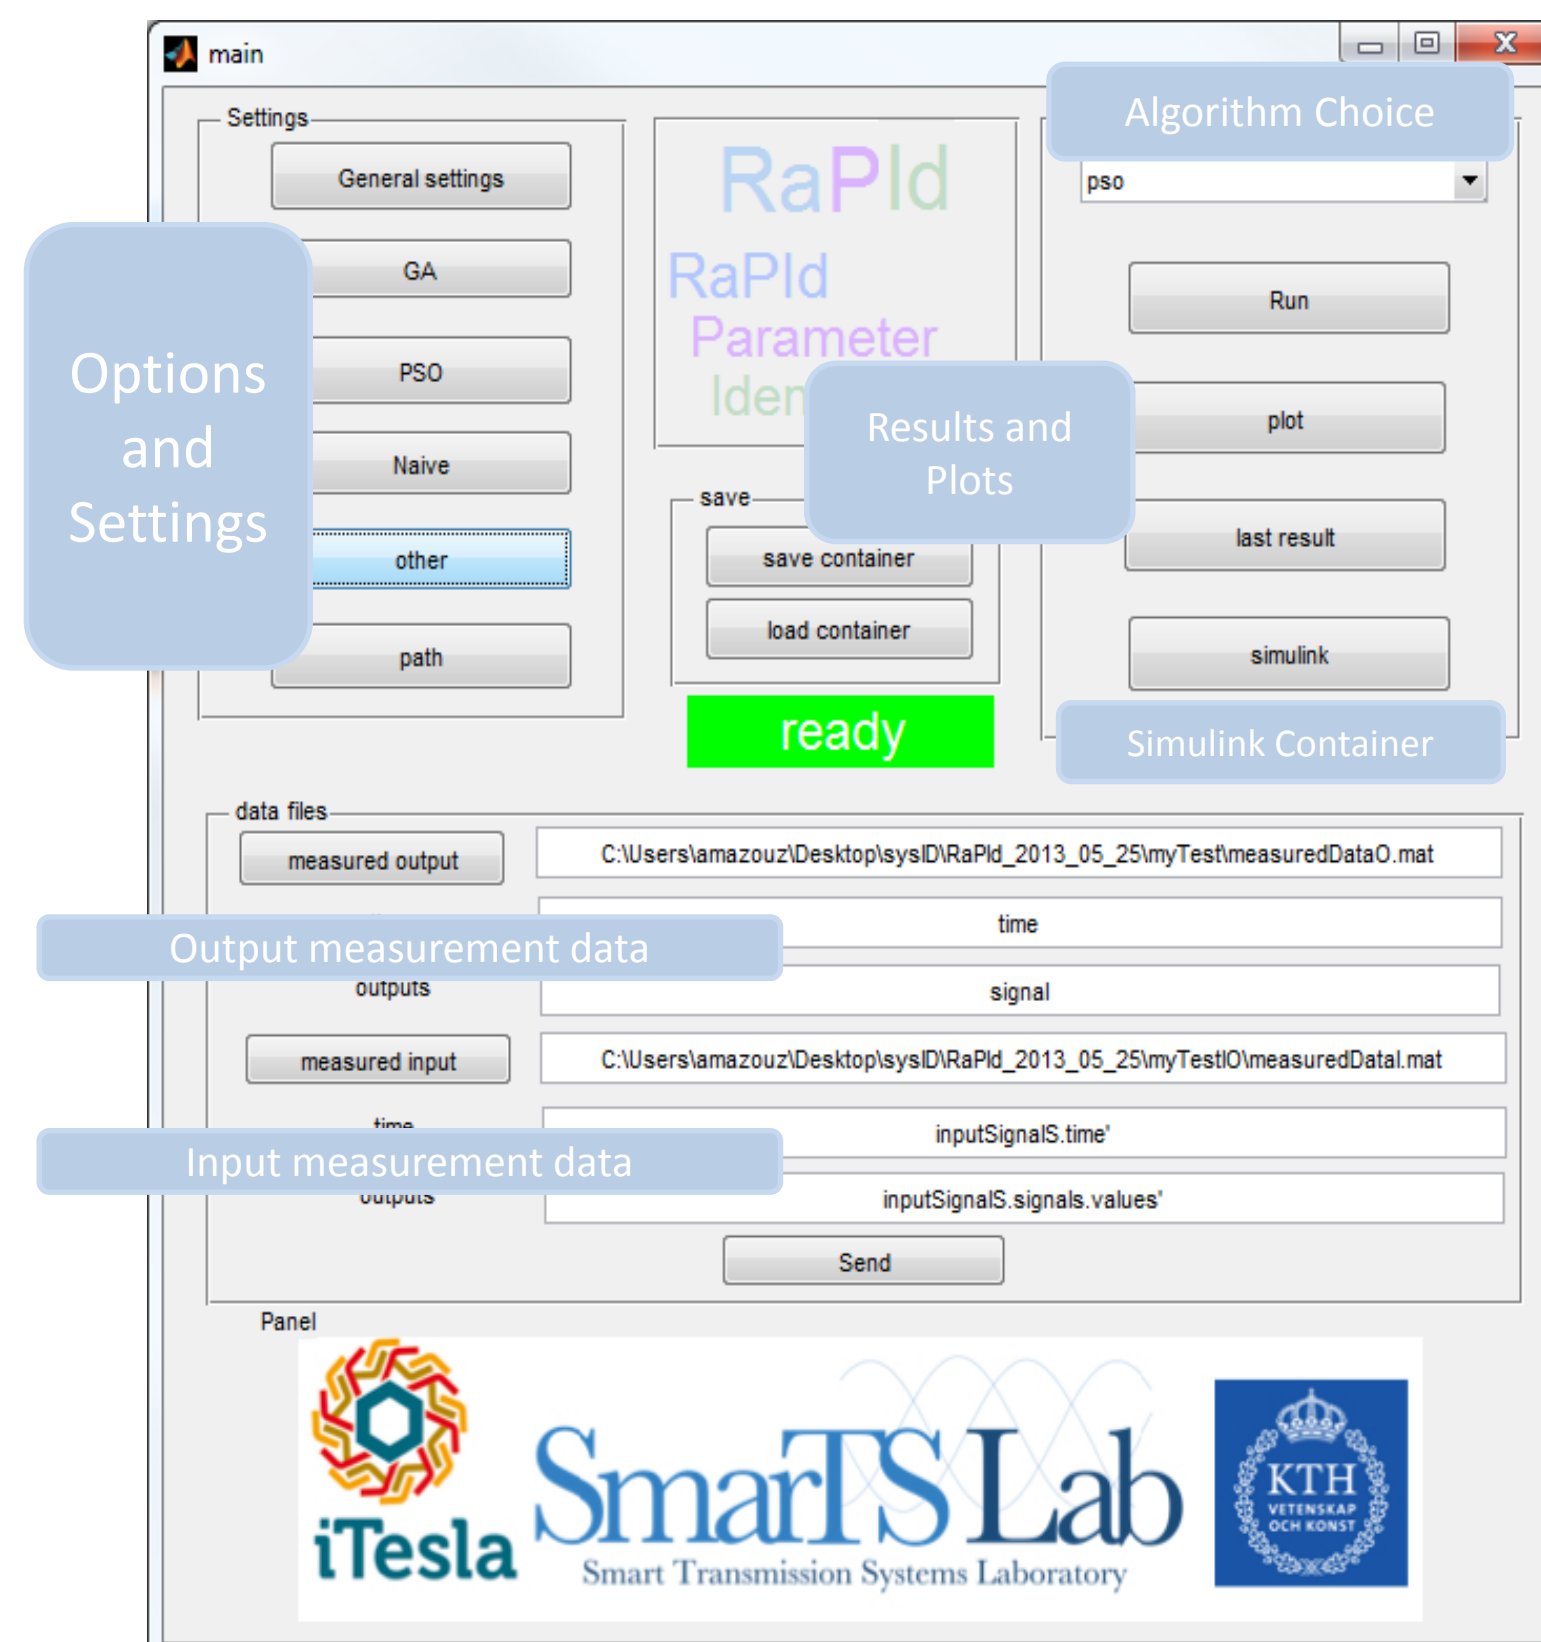 main
Settings
General settings
GA
PSO
Naive
other
path
Options
and
Settings
RaPId
RaPId
Parameter
Iden
Results and
Plots
save
save container
load container
ready
Algorithm Choice
pso
Run
plot
last result
simulink
Simulink Container
data files
measured output
C:\Users\amazouz\Desktop\sysID\RaPId_2013_05_25\myTest\measuredDataO.mat
time
Output measurement data
outputs
signal
measured input
C:\Users\amazouz\Desktop\sysID\RaPId_2013_05_25\myTestIO\measuredDataI.mat
time
inputSignalS.time'
Input measurement data
outputs
inputSignalS.signals.values'
Send
Panel
iTesla
SmarTS Lab
Smart Transmission Systems Laboratory
KTH
VETENSKAP
OCH KONST